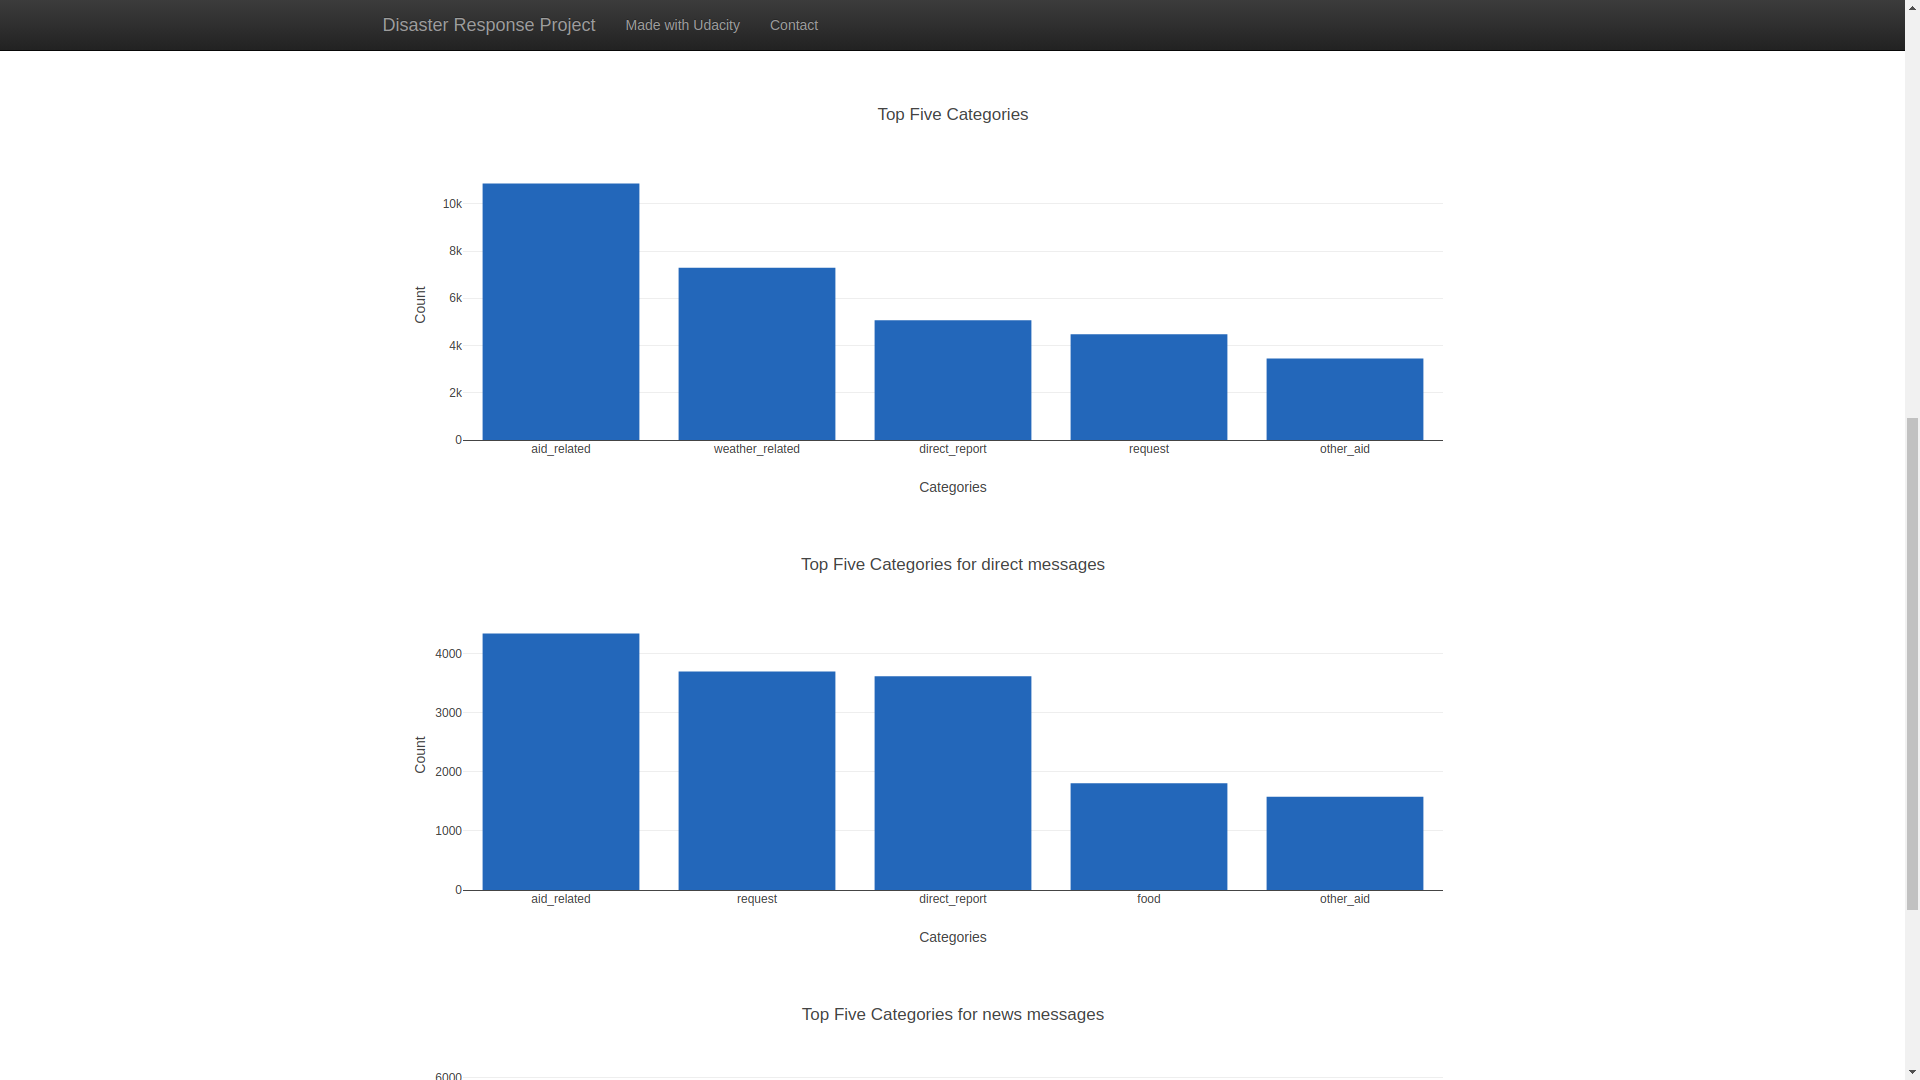 Disaster Response Project Made with Udacity Contact
Top Five Categories
10k
8k
6k
4k
2k
0
Count
aid_related weather_related direct_report request other_aid
Categories
Top Five Categories for direct messages
4000
3000
2000
1000
0
Count
aid_related request direct_report food other_aid
Categories
Top Five Categories for news messages
6000